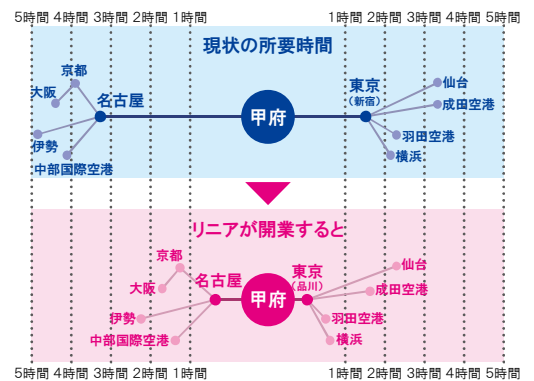 5時間 4時間 3時間 2時間 1時間 1時間 2時間 3時間 4時間 5時間
現状の所要時間
京都
大阪
名古屋
伊勢
中部国際空港
甲府
東京
(新宿)
仙台
成田空港
羽田空港
横浜
リニアが開業すると
京都
大阪
名古屋
伊勢
中部国際空港
甲府
東京
(品川)
仙台
成田空港
羽田空港
横浜
5時間 4時間 3時間 2時間 1時間 1時間 2時間 3時間 4時間 5時間